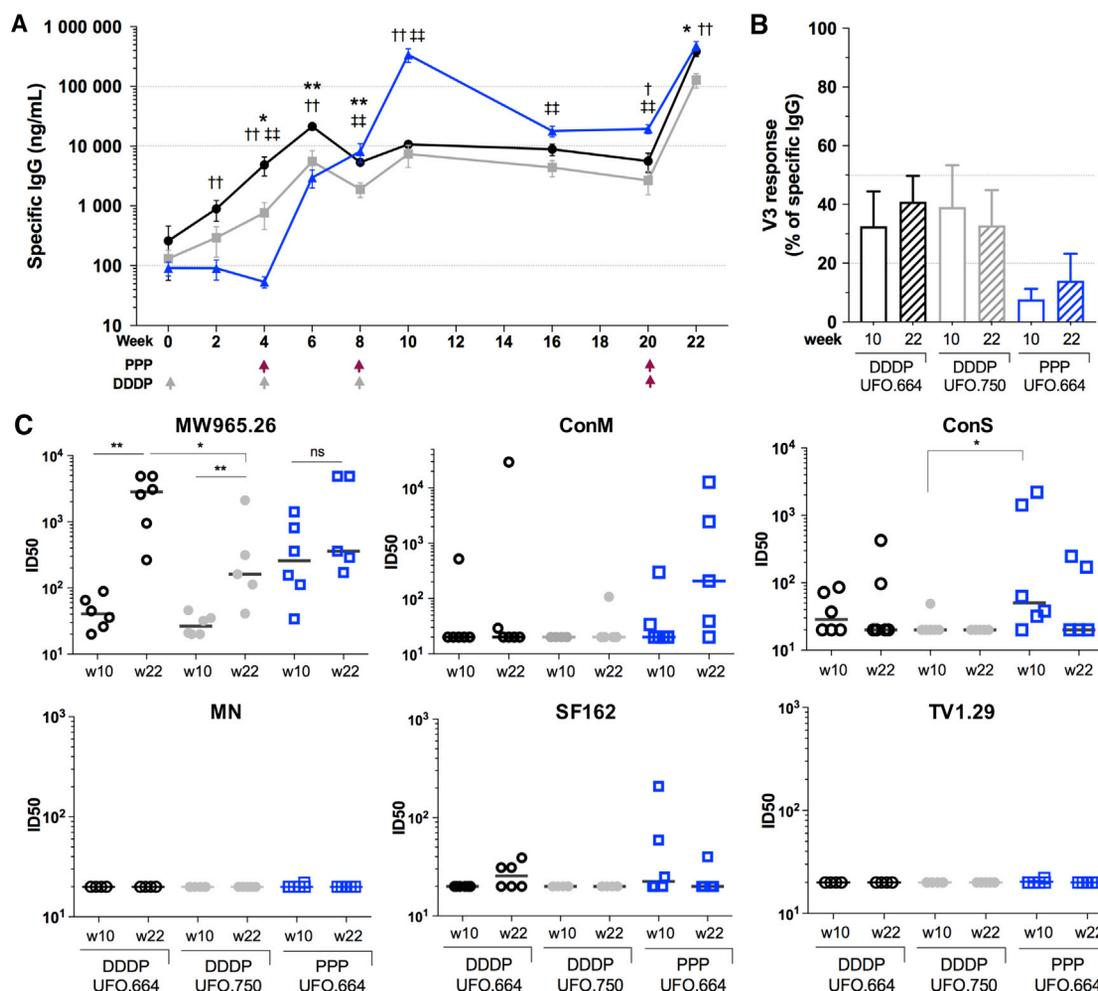 A
Specific IgG (ng/mL)
1 000 000
100 000
10 000
1 000
100
10
††
*
†† ‡‡
**
††
**
‡‡
†† ‡‡
‡‡
†
‡‡
* ††
Week 0 2 4 6 8 10 12 14 16 18 20 22
PPP
DDDP
B
V3 response
(% of specific IgG)
100
80
60
40
20
0
week 10 22 10 22 10 22
DDDP DDDP PPP
UFO.664 UFO.750 UFO.664
C
MW965.26
** * ** ns
ID50
10⁴
10³
10²
10¹
w10 w22 w10 w22 w10 w22
ConM
ID50
10⁴
10³
10²
10¹
w10 w22 w10 w22 w10 w22
ConS
*
ID50
10⁴
10³
10²
10¹
w10 w22 w10 w22 w10 w22
MN
ID50
10³
10²
10¹
w10 w22 w10 w22 w10 w22
DDDP DDDP PPP
UFO.664 UFO.750 UFO.664
SF162
ID50
10³
10²
10¹
w10 w22 w10 w22 w10 w22
DDDP DDDP PPP
UFO.664 UFO.750 UFO.664
TV1.29
ID50
10³
10²
10¹
w10 w22 w10 w22 w10 w22
DDDP DDDP PPP
UFO.664 UFO.750 UFO.664